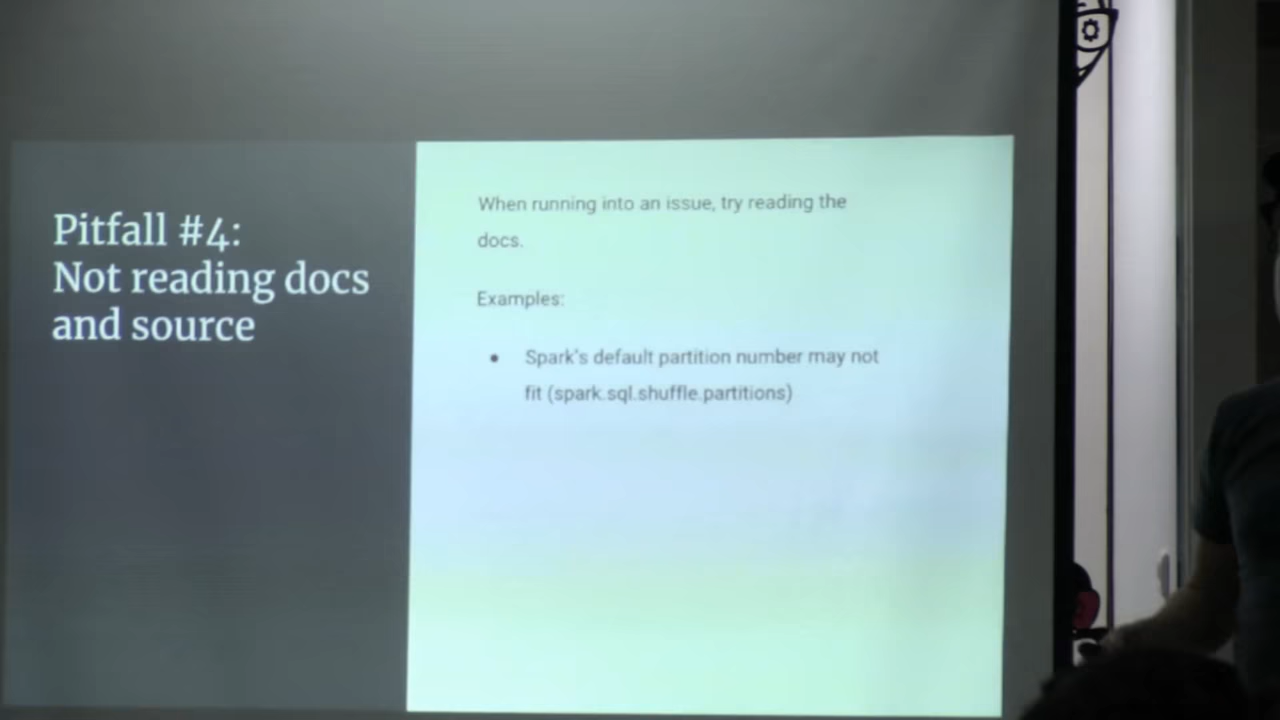 Pitfall #4:
Not reading docs
and source
When running into an issue, try reading the
docs.
Examples:
• Spark's default partition number may not
fit (spark.sql.shuffle.partitions)